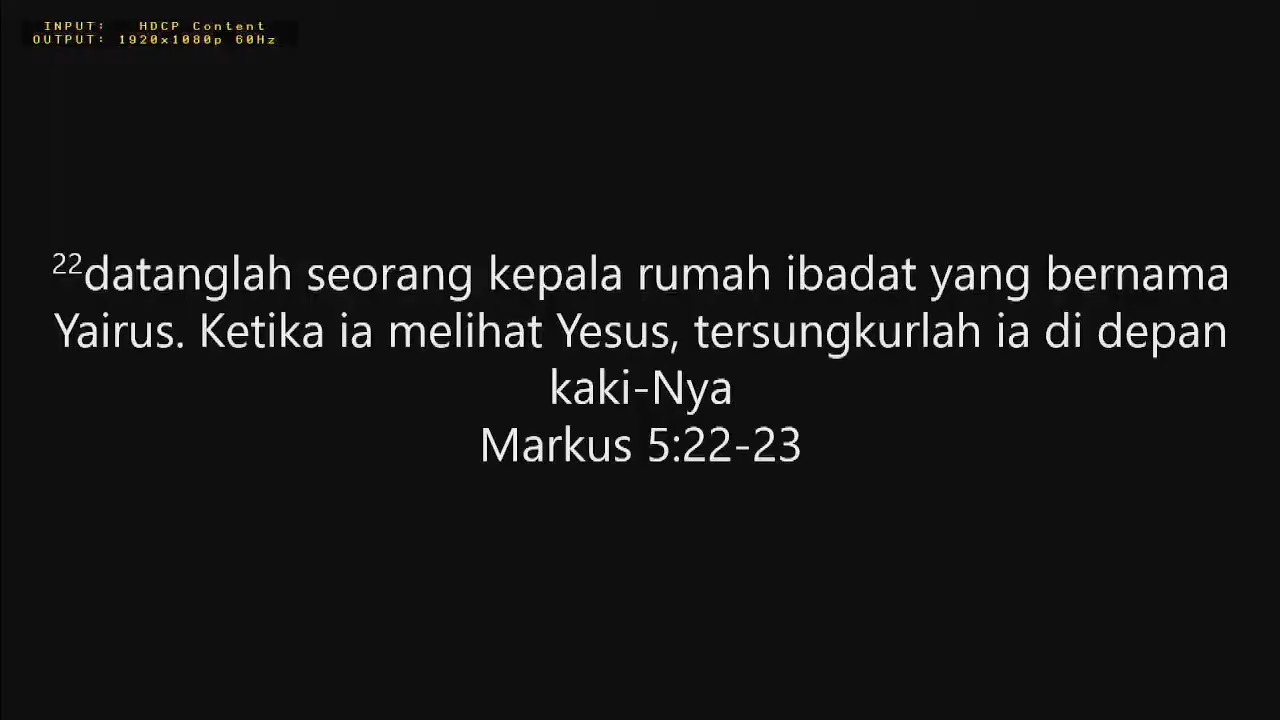 INPUT: HDCP Content
OUTPUT: 1920x1080p 60Hz
22datanglah seorang kepala rumah ibadat yang bernama
Yairus. Ketika ia melihat Yesus, tersungkurlah ia di depan
kaki-Nya
Markus 5:22-23